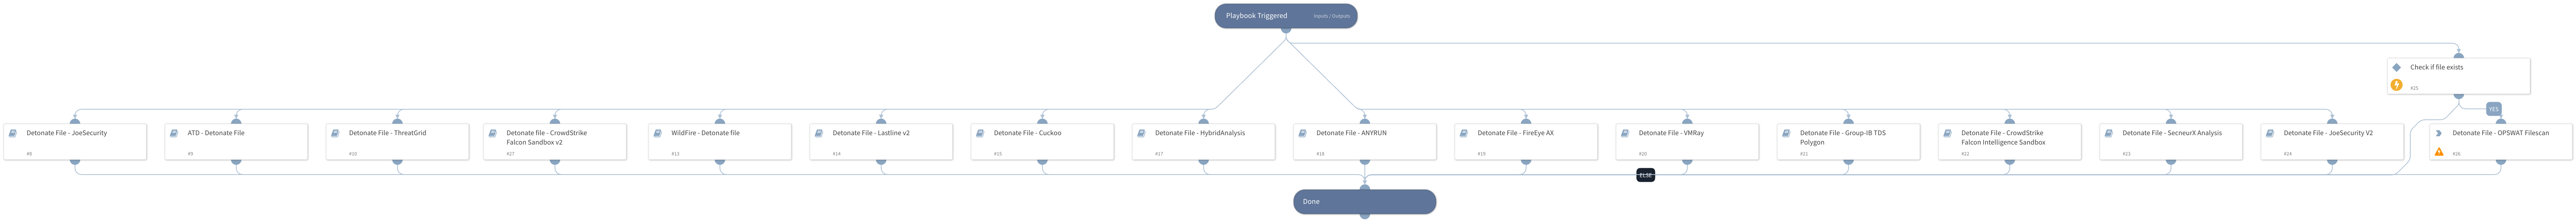 Playbook Triggered Inputs / Outputs
Check if file exists
#25
YES
Detonate File - JoeSecurity
#8
ATD - Detonate File
#9
Detonate File - ThreatGrid
#10
Detonate file - CrowdStrike
Falcon Sandbox v2
#27
WildFire - Detonate file
#13
Detonate File - Lastline v2
#14
Detonate File - Cuckoo
#15
Detonate File - HybridAnalysis
#17
Detonate File - ANYRUN
#18
Detonate File - FireEye AX
#19
Detonate File - VMRay
#20
Detonate File - Group-IB TDS
Polygon
#21
Detonate File - CrowdStrike
Falcon Intelligence Sandbox
#22
Detonate File - SecneurX Analysis
#23
Detonate File - JoeSecurity V2
#24
Detonate File - OPSWAT Filescan
#26
ELSE
Done